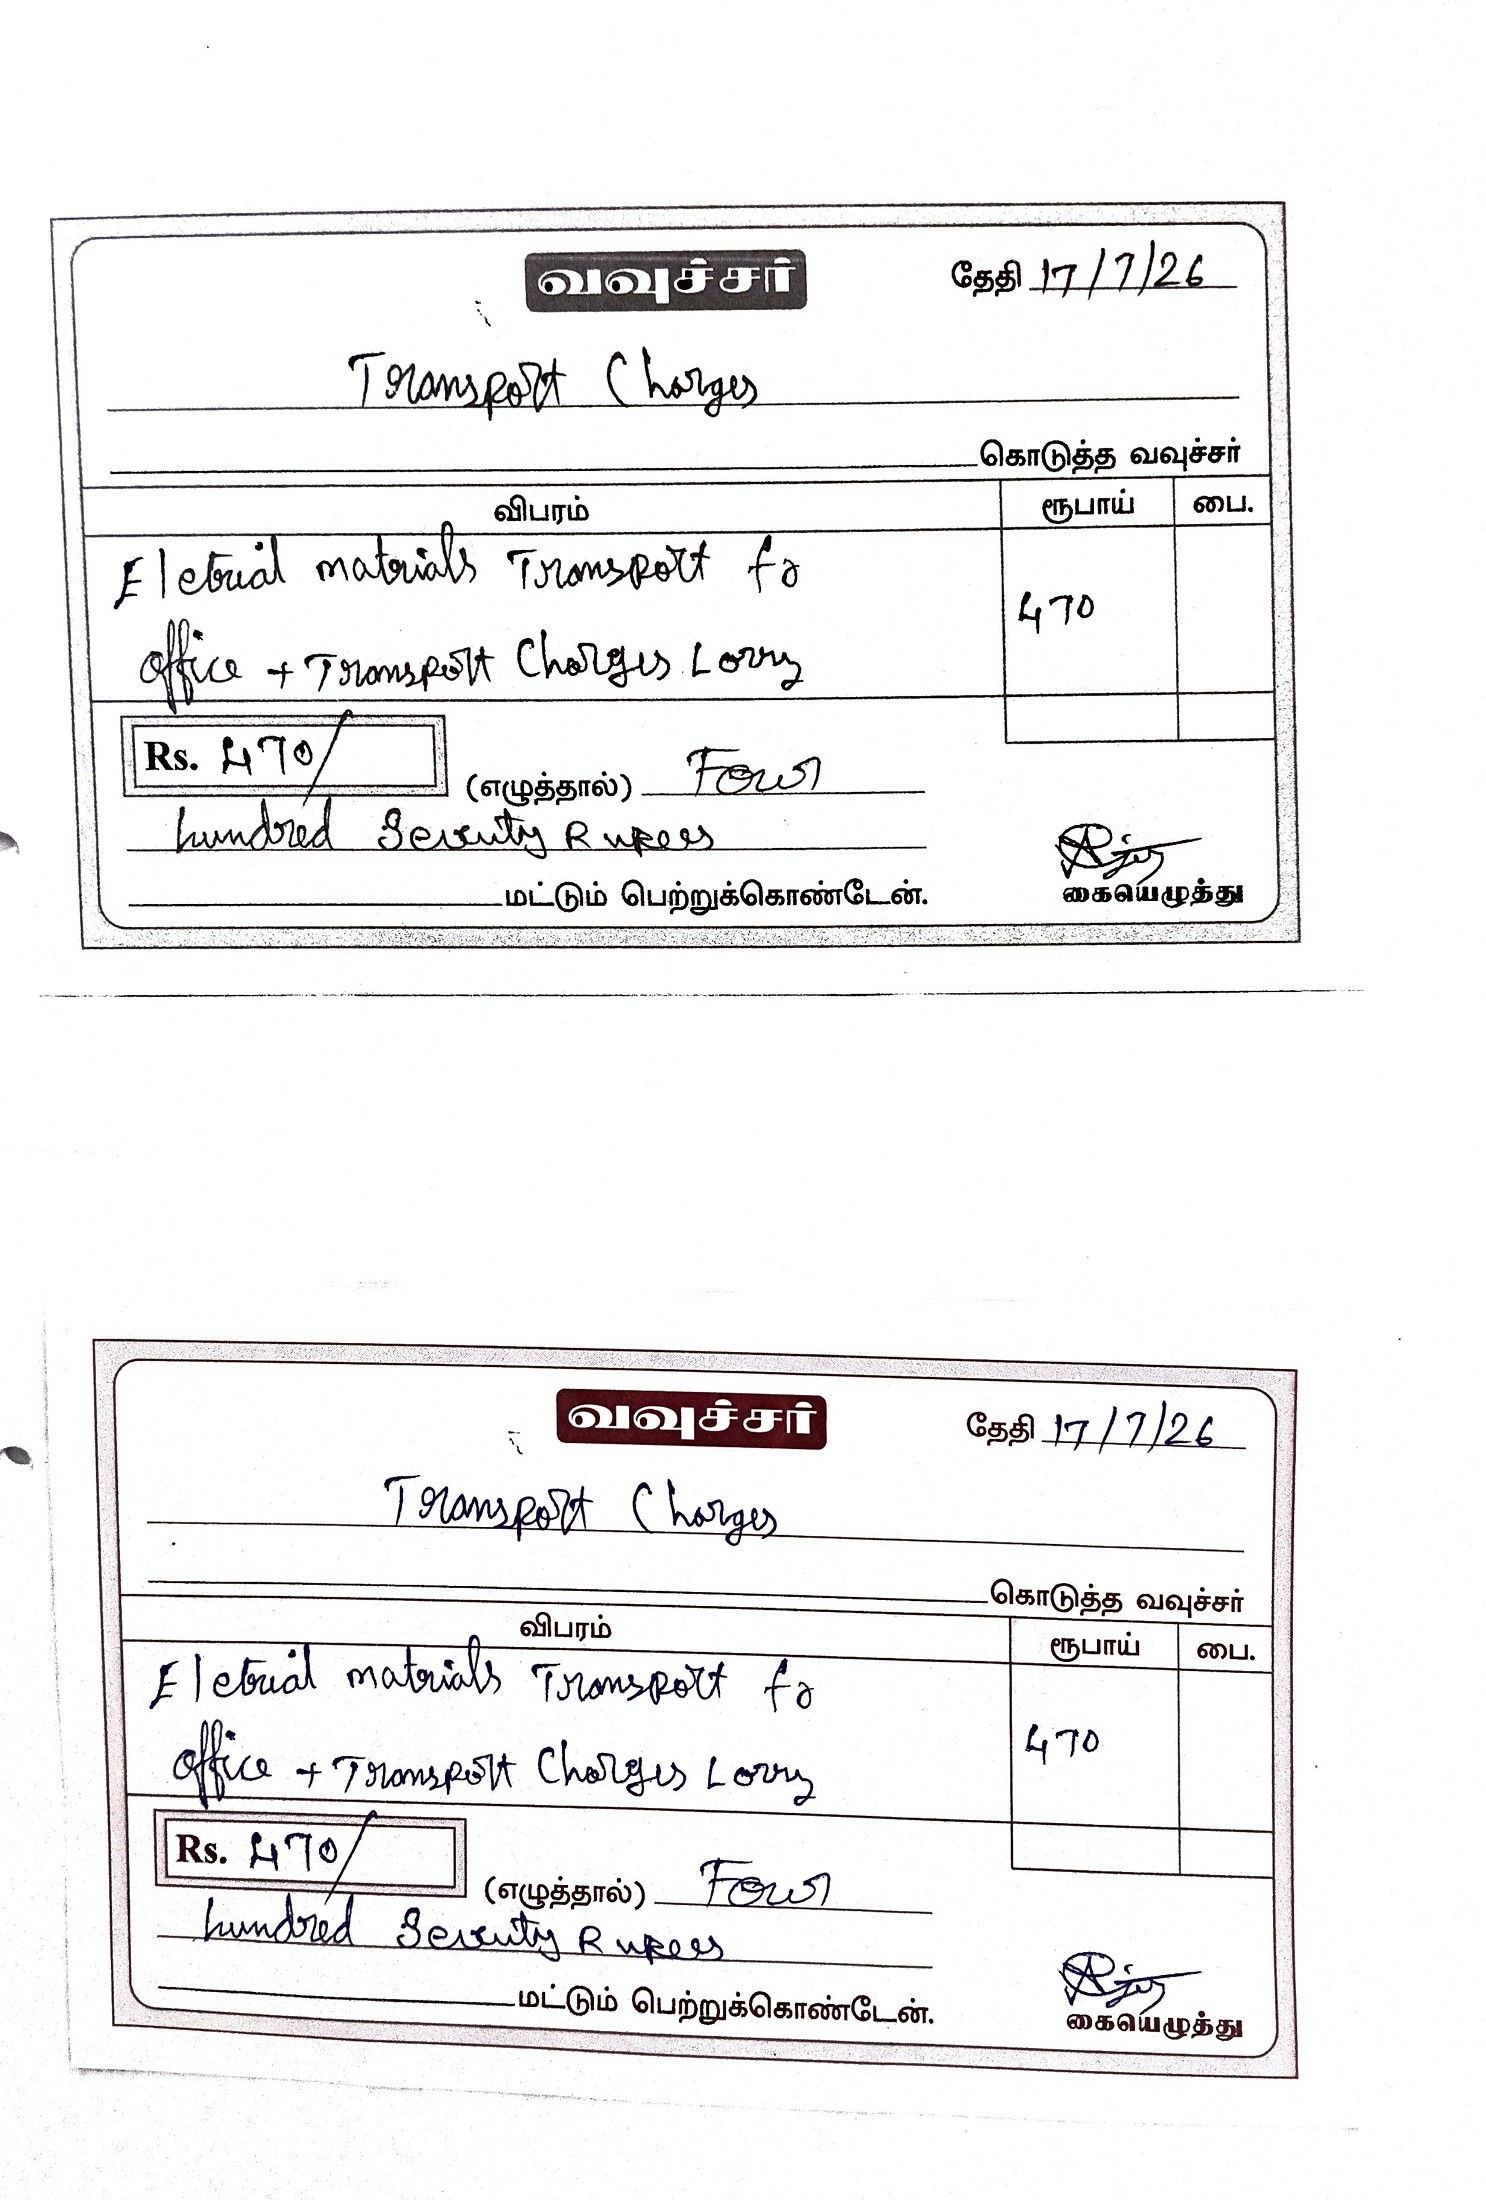 வவுச்சர்
தேதி 17/7/26
Transport Charges
கொடுத்த வவுச்சர்
விபரம் ரூபாய் பை.
Eletrial materials Transport fo
office + Transport Charges Lorry
470
Rs. 470/
(எழுத்தால்) Four
hundred Seventy Rupees
மட்டும் பெற்றுக்கொண்டேன்.
கையெழுத்து
வவுச்சர்
தேதி 17/7/26
Transport Charges
கொடுத்த வவுச்சர்
விபரம் ரூபாய் பை.
Eletrial materials Transport fo
office + Transport Charges Lorry
470
Rs. 470/
(எழுத்தால்) Four
hundred Seventy Rupees
மட்டும் பெற்றுக்கொண்டேன்.
கையெழுத்து